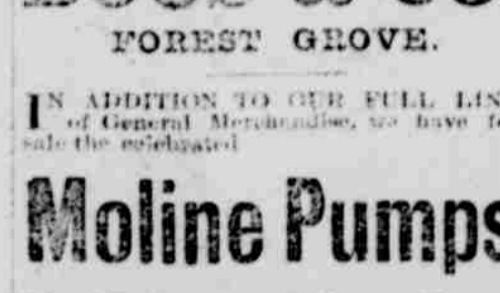 FOREST GROVE.
IN ADDITION TO OUR FULL LIN
of General Merchandise, we have fo
sale the celebrated
Moline Pumps